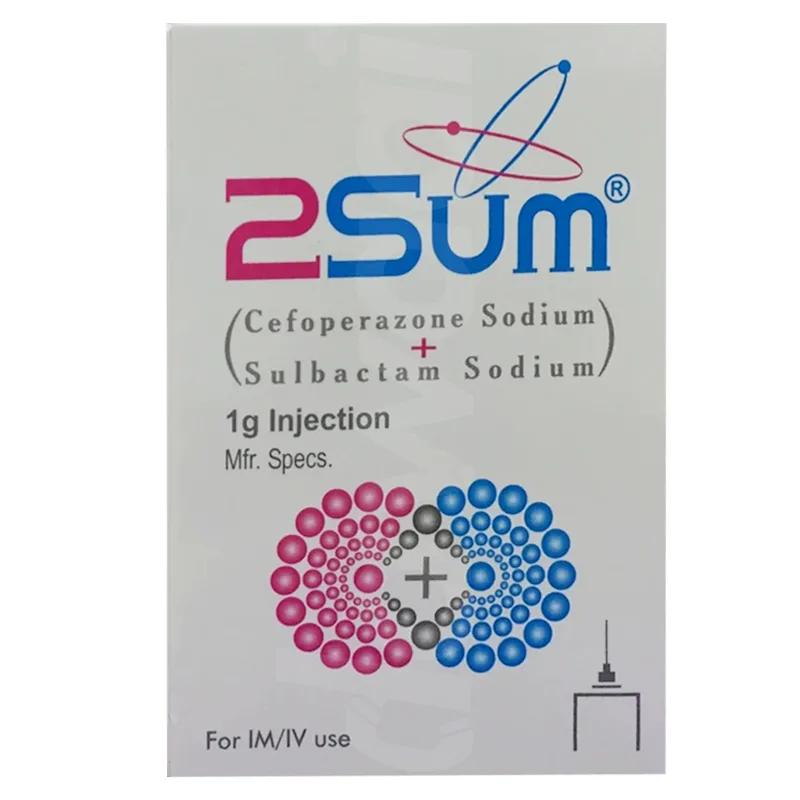 2Sum®
(Cefoperazone Sodium
+
Sulbactam Sodium)
1g Injection
Mfr. Specs.
+
For IM/IV use